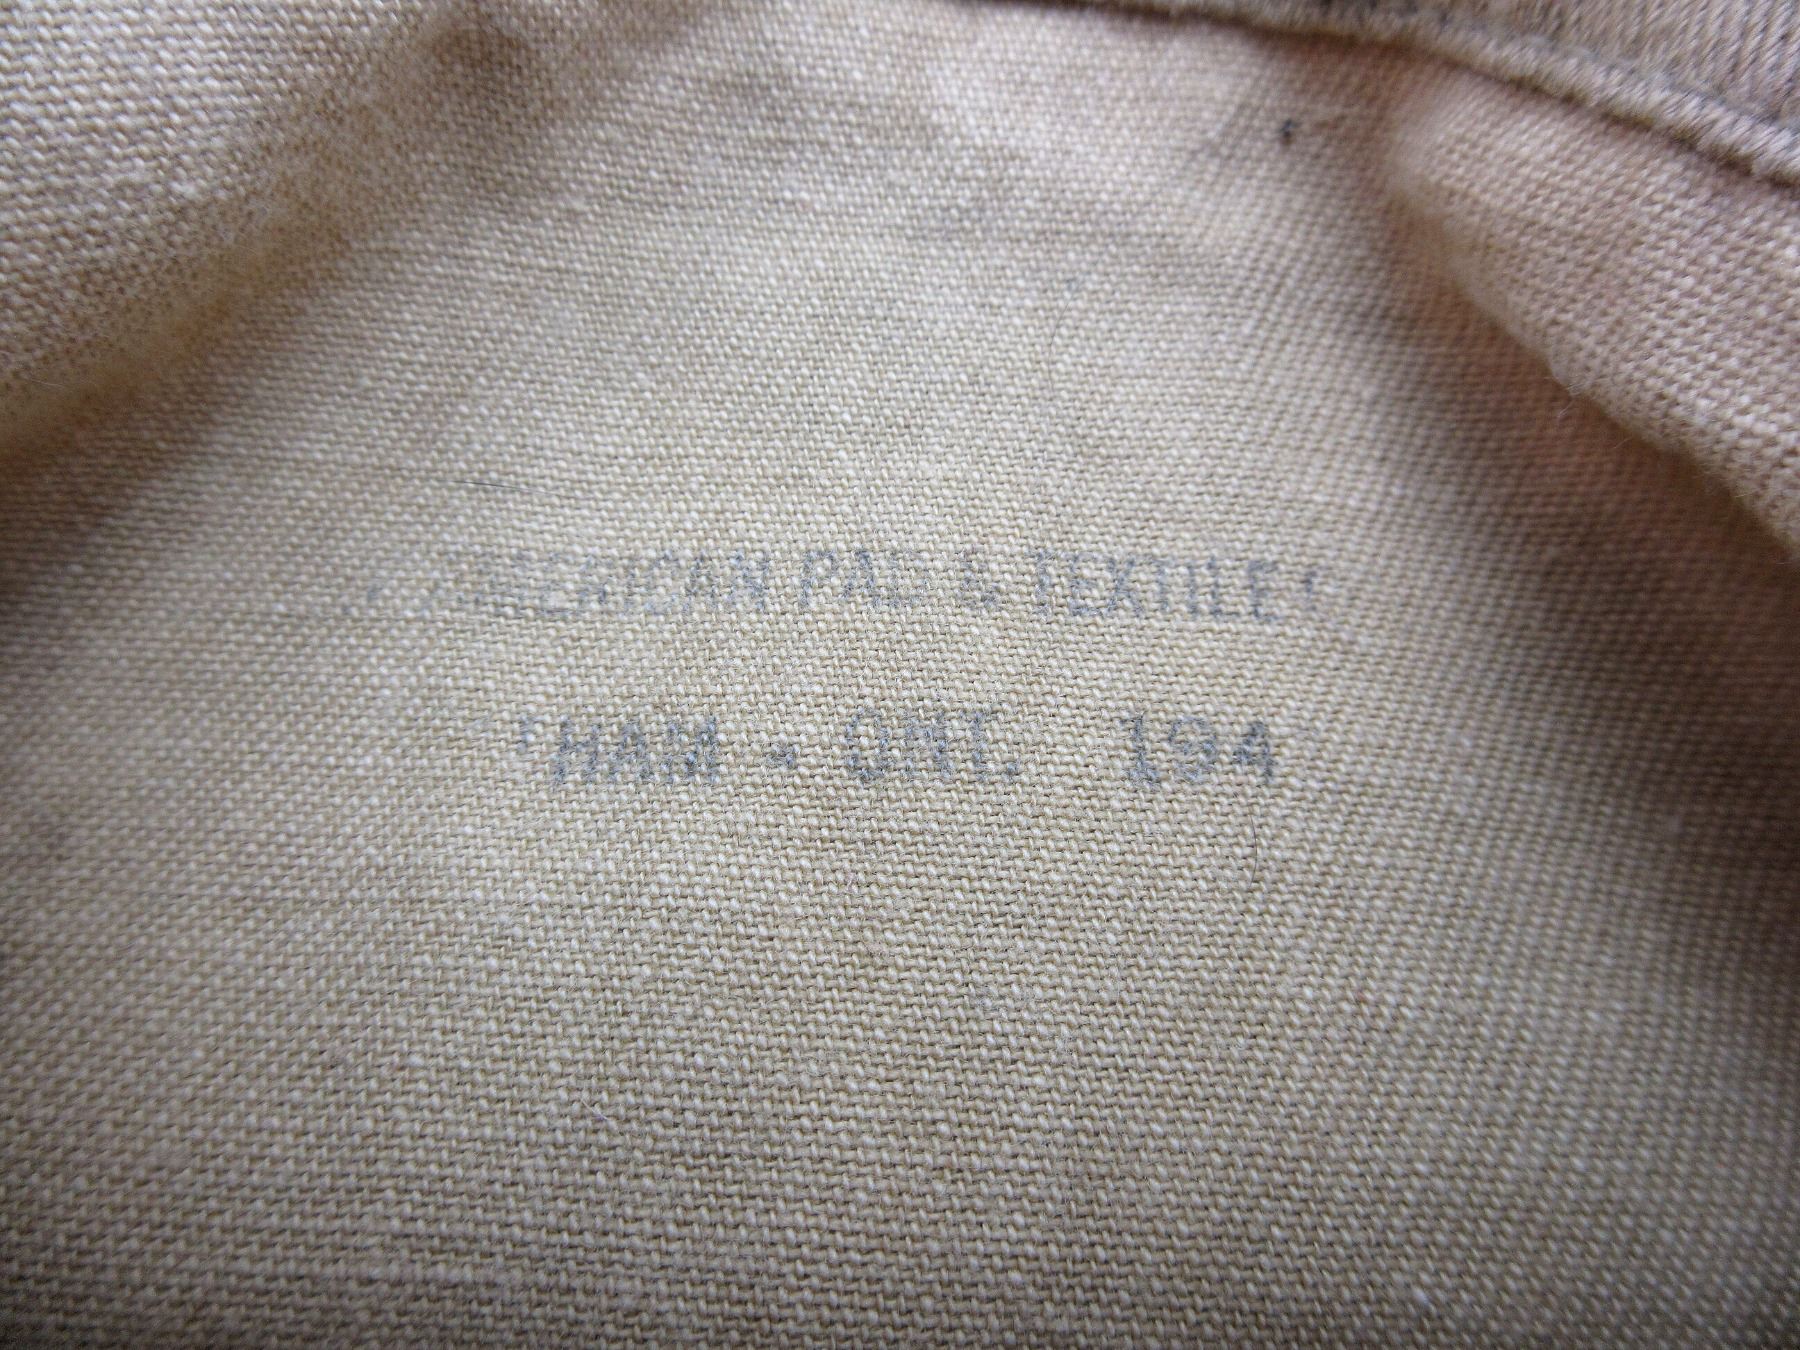 AMERICAN PAD & TEXTILE
HAM - ONT. 194